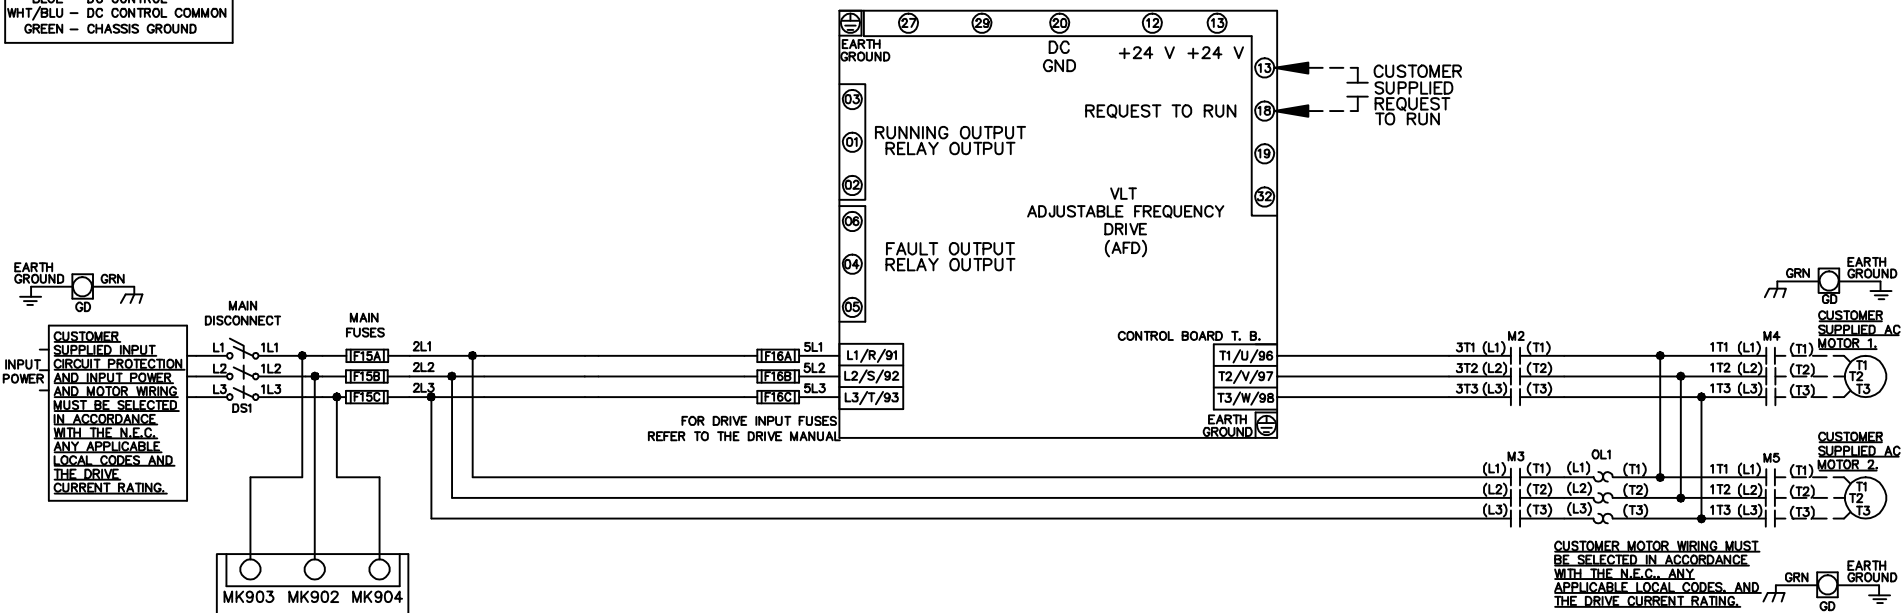 WHT/BLU – DC CONTROL COMMON
GREEN – CHASSIS GROUND
EARTH
GROUND
27
29
20
12
13
DC
GND
+24 V
+24 V
13
18
19
32
REQUEST TO RUN
CUSTOMER
SUPPLIED
REQUEST
TO RUN
03
01
02
RUNNING OUTPUT
RELAY OUTPUT
06
04
05
FAULT OUTPUT
RELAY OUTPUT
VLT
ADJUSTABLE FREQUENCY
DRIVE
(AFD)
EARTH
GROUND
GRN
GD
INPUT
POWER
CUSTOMER
SUPPLIED INPUT
CIRCUIT PROTECTION
AND INPUT POWER
AND MOTOR WIRING
MUST BE SELECTED
IN ACCORDANCE
WITH THE N.E.C.
ANY APPLICABLE
LOCAL CODES AND
THE DRIVE
CURRENT RATING.
MAIN
DISCONNECT
L1
1L1
L2
1L2
L3
1L3
DS1
MAIN
FUSES
F15A
2L1
F15B
2L2
F15C
2L3
F16A
5L1
F16B
5L2
F16C
5L3
L1/R/91
L2/S/92
L3/T/93
FOR DRIVE INPUT FUSES
REFER TO THE DRIVE MANUAL
CONTROL BOARD T. B.
T1/U/96
T2/V/97
T3/W/98
EARTH
GROUND
M2
3T1 (L1) (T1)
3T2 (L2) (T2)
3T3 (L3) (T3)
M4
1T1 (L1) (T1)
1T2 (L2) (T2)
1T3 (L3) (T3)
GRN
EARTH
GROUND
GD
CUSTOMER
SUPPLIED AC
MOTOR 1.
T1
T2
T3
M3
(L1) (T1)
(L2) (T2)
(L3) (T3)
OL1
(L1) (T1)
(L2) (T2)
(L3) (T3)
M5
1T1 (L1) (T1)
1T2 (L2) (T2)
1T3 (L3) (T3)
CUSTOMER
SUPPLIED AC
MOTOR 2.
T1
T2
T3
MK903 MK902 MK904
CUSTOMER MOTOR WIRING MUST
BE SELECTED IN ACCORDANCE
WITH THE N.E.C., ANY
APPLICABLE LOCAL CODES, AND
THE DRIVE CURRENT RATING.
GRN
EARTH
GROUND
GD